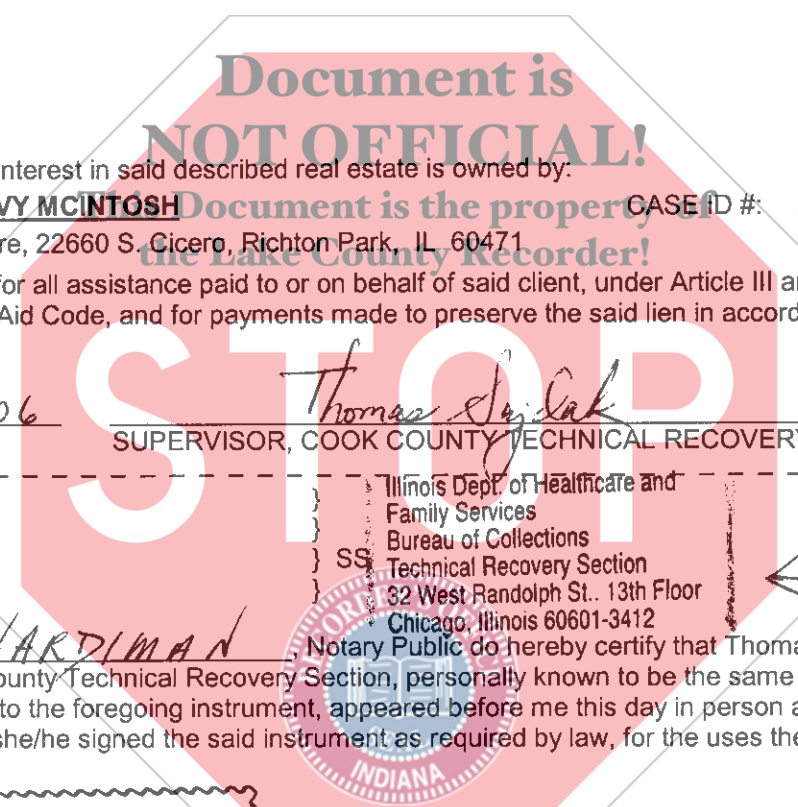 Document is
NOT OFFICIAL!
nterest in said described real estate is owned by:
VY MCINTOSH CASE ID #:
This Document is the property of
re, 22660 S. Cicero, Richton Park, IL 60471
the Lake County Recorder!
for all assistance paid to or on behalf of said client, under Article III a
Aid Code, and for payments made to preserve the said lien in accord
STOP
06 Thomas
SUPERVISOR, COOK COUNTY TECHNICAL RECOVERY
Illinois Dept. of Healthcare and
Family Services
Bureau of Collections
} SS Technical Recovery Section
32 West Randolph St.. 13th Floor
Chicago, Illinois 60601-3412
HARDIMAN, Notary Public do hereby certify that Thoma
ounty Technical Recovery Section, personally known to be the same
to the foregoing instrument, appeared before me this day in person a
she/he signed the said instrument as required by law, for the uses the
INDIANA